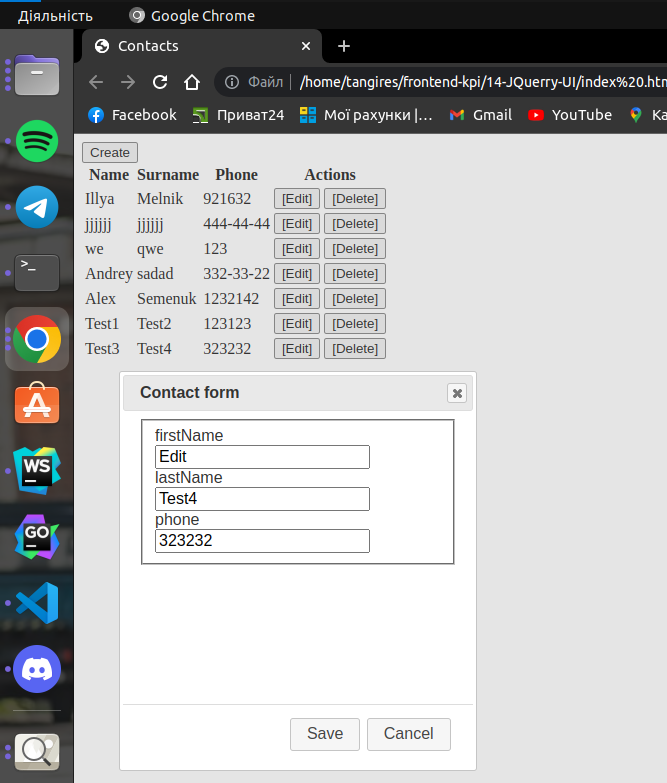 Діяльність Google Chrome
Contacts
Файл /home/tangires/frontend-kpi/14-JQuerry-UI/index%20.htm
Facebook Приват24 Мої рахунки |… Gmail YouTube Ка
Create
Name Surname Phone Actions
Illya Melnik 921632 [Edit] [Delete]
jjjjjj jjjjjj 444-44-44 [Edit] [Delete]
we qwe 123 [Edit] [Delete]
Andrey sadad 332-33-22 [Edit] [Delete]
Alex Semenuk 1232142 [Edit] [Delete]
Test1 Test2 123123 [Edit] [Delete]
Test3 Test4 323232 [Edit] [Delete]
Contact form
firstName
Edit
lastName
Test4
phone
323232
Save Cancel
>_
WS
GO